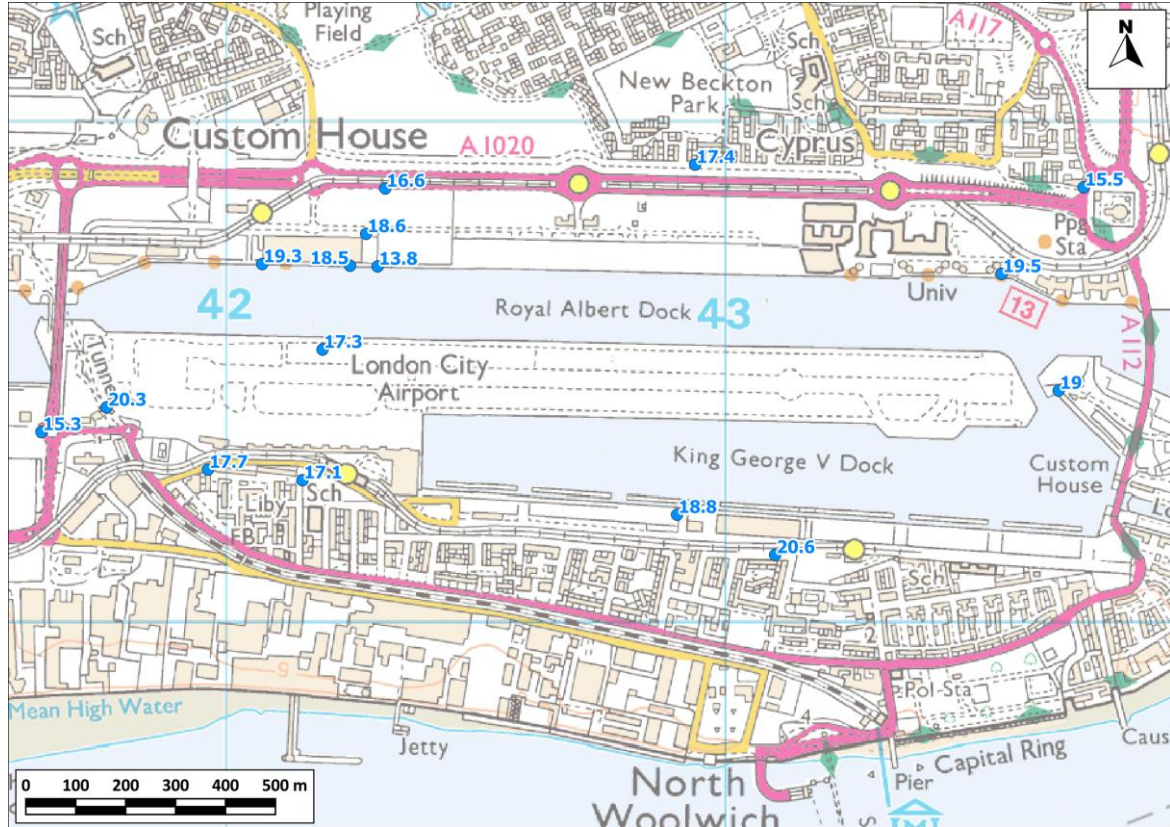 Playing
Field
Sch
A117
N
Sch
New Beckton
Park
Sch
Custom House
A 1020
Cyprus
17.4
16.6
15.5
18.6
Ppg
Sta
19.3
18.5
13.8
19.5
Univ
42
43
13
Royal Albert Dock
A112
Tunnel
17.3
London City
Airport
19
20.3
15.3
King George V Dock
Custom
House
17.7
17.1
Sch
Liby
FB
18.8
20.6
Sch
2
9
Pol Sta
Mean High Water
4
Jetty
Capital Ring
Caus
Pier
North
Woolwich
0 100 200 300 400 500 m